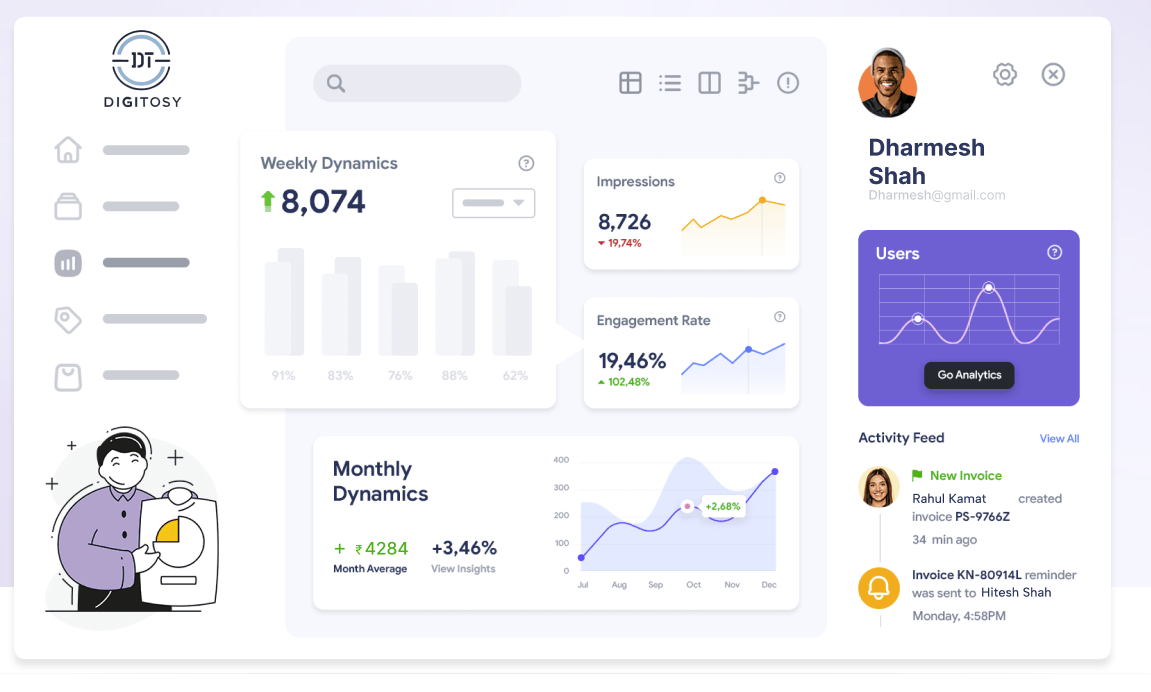 DT
DIGITOSY
Weekly Dynamics
?
8,074
91%
83%
76%
88%
62%
Impressions
?
8,726
19,74%
Engagement Rate
?
19,46%
102,48%
Monthly
Dynamics
+ ₹4284
Month Average
+3,46%
View Insights
400
300
200
100
0
+2,68%
Jul
Aug
Sep
Oct
Nov
Dec
Dharmesh
Shah
Dharmesh@gmail.com
Users
?
Go Analytics
Activity Feed
View All
New Invoice
Rahul Kamat created
invoice PS-9766Z
34 min ago
Invoice KN-80914L reminder
was sent to Hitesh Shah
Monday, 4:58PM